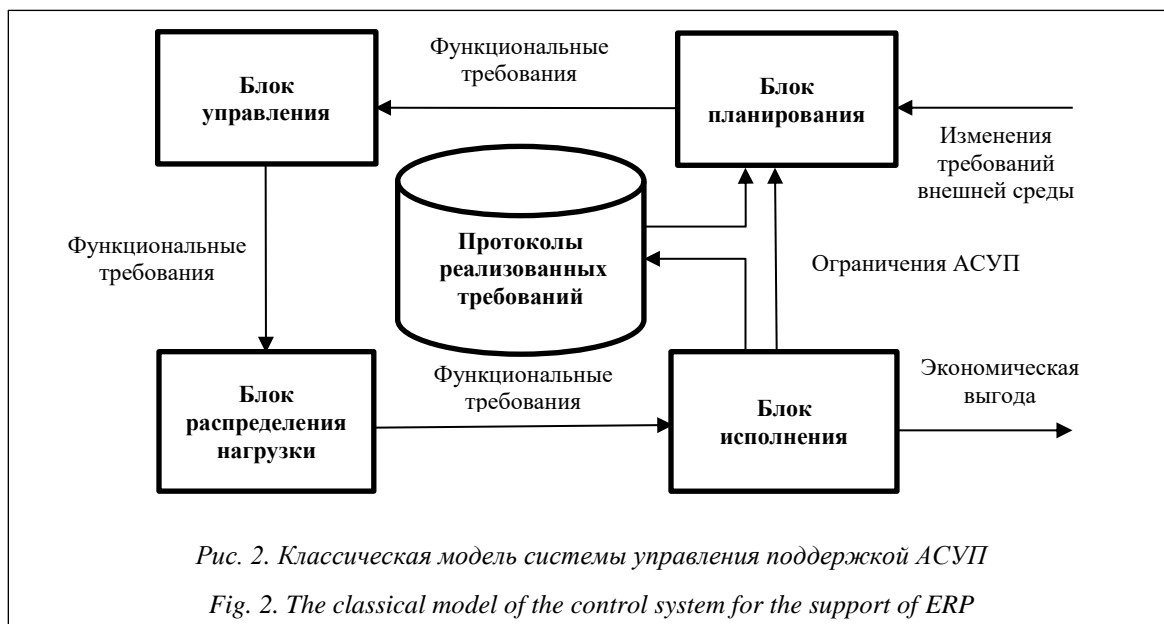 Функциональные
требования
Блок
управления
Блок
планирования
Изменения
требований
внешней среды
Функциональные
требования
Протоколы
реализованных
требований
Ограничения АСУП
Блок
распределения
нагрузки
Функциональные
требования
Блок
исполнения
Экономическая
выгода
Рис. 2. Классическая модель системы управления поддержкой АСУП
Fig. 2. The classical model of the control system for the support of ERP